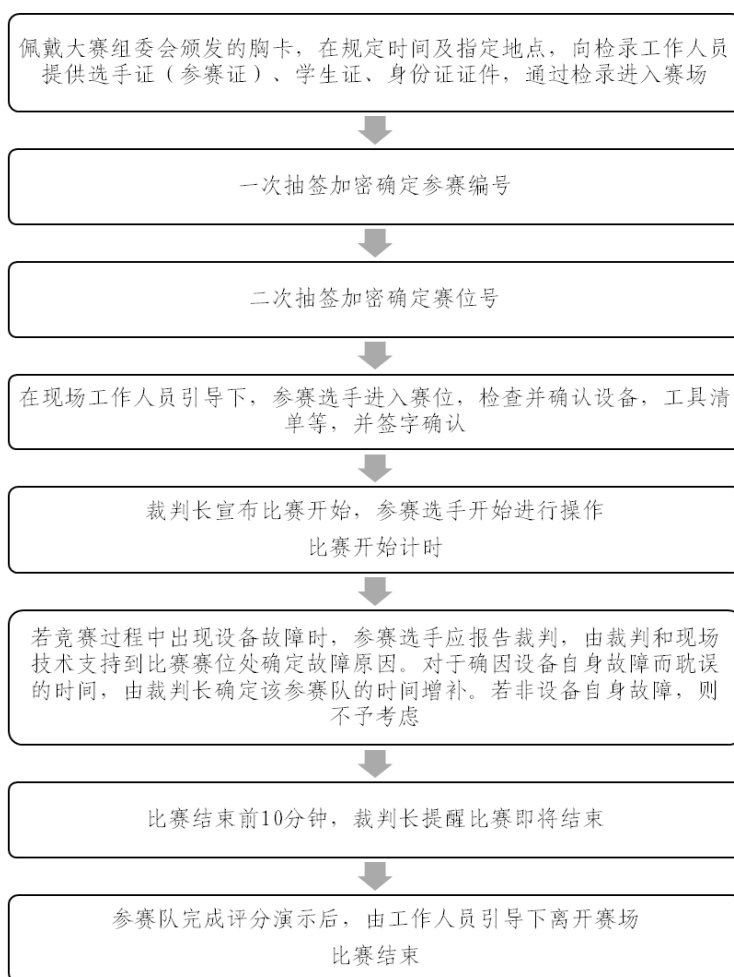 佩戴大赛组委会颁发的胸卡，在规定时间及指定地点，向检录工作人员
提供选手证（参赛证）、学生证、身份证证件，通过检录进入赛场
一次抽签加密确定参赛编号
二次抽签加密确定赛位号
在现场工作人员引导下，参赛选手进入赛位，检查并确认设备，工具清
单等，并签字确认
裁判长宣布比赛开始，参赛选手开始进行操作
比赛开始计时
若竞赛过程中出现设备故障时，参赛选手应报告裁判，由裁判和现场
技术支持到比赛赛位处确定故障原因。对于确因设备自身故障而耽误
的时间，由裁判长确定该参赛队的时间增补。若非设备自身故障，则
不予考虑
比赛结束前10分钟，裁判长提醒比赛即将结束
参赛队完成评分演示后，由工作人员引导下离开赛场
比赛结束